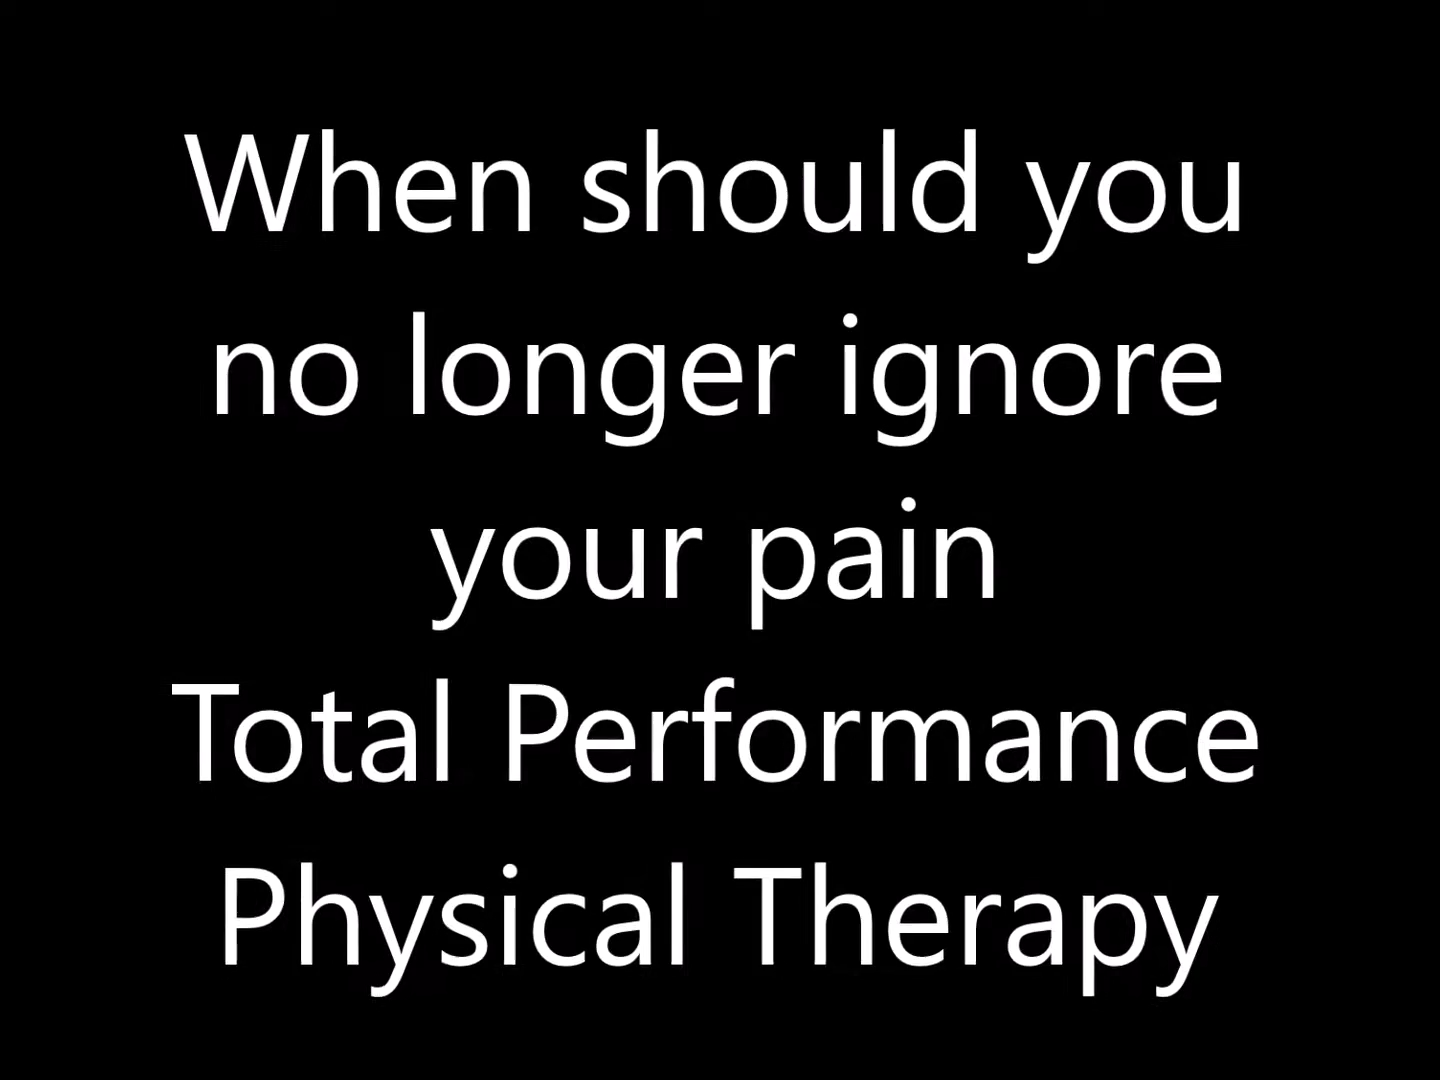 When should you
no longer ignore
your pain
Total Performance
Physical Therapy